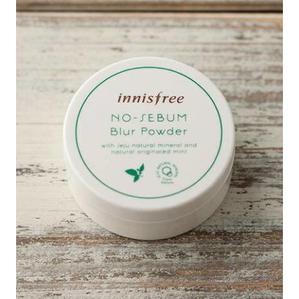 innisfree
NO-SEBUM
Blur Powder
with Jeju natural mineral and
natural originated mint